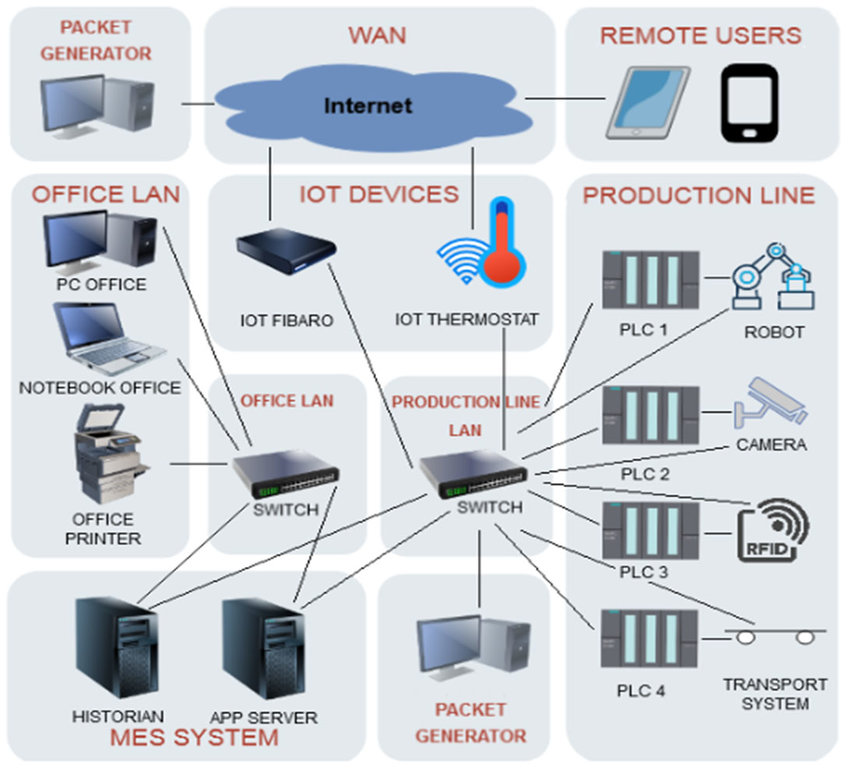 PACKET
GENERATOR
WAN
Internet
REMOTE USERS
OFFICE LAN
PC OFFICE
NOTEBOOK OFFICE
OFFICE
PRINTER
IOT DEVICES
IOT FIBARO
IOT THERMOSTAT
PRODUCTION LINE
PLC 1
ROBOT
PLC 2
CAMERA
PLC 3
RFID
PLC 4
TRANSPORT
SYSTEM
OFFICE LAN
SWITCH
PRODUCTION LINE
LAN
SWITCH
HISTORIAN
APP SERVER
MES SYSTEM
PACKET
GENERATOR